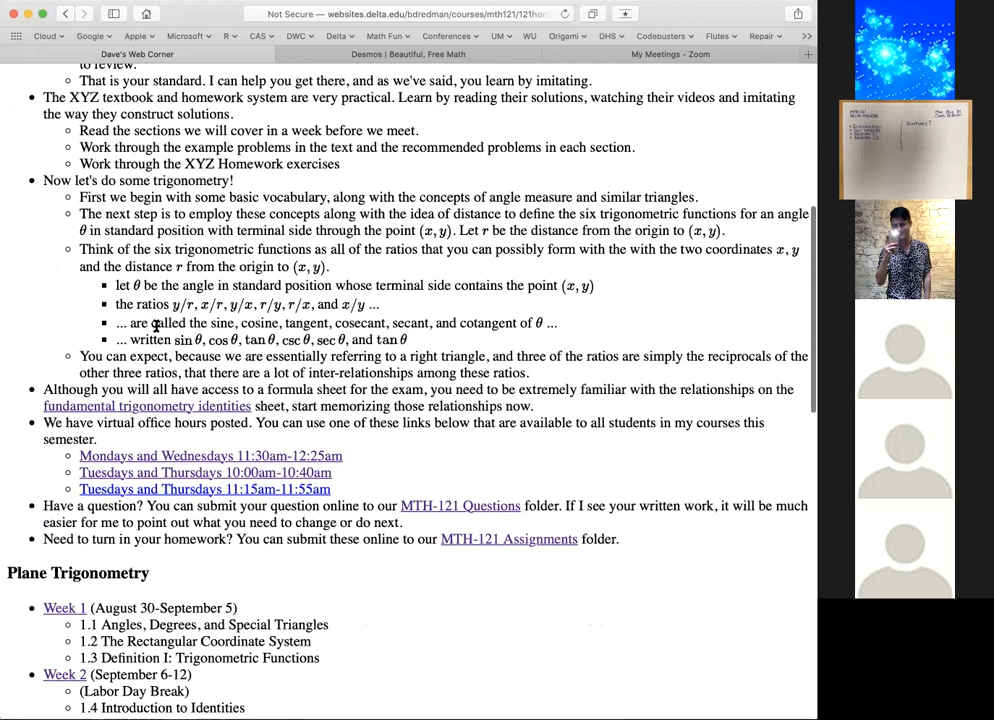 Not Secure — websites.delta.edu/bdredman/courses/mth121/121hom
Cloud Google Apple Microsoft R CAS DWC Delta Math Fun Conferences UM WU Origami DHS Codebusters Flutes Repair >>
Dave's Web Corner Desmos | Beautiful, Free Math My Meetings - Zoom
to review.
That is your standard. I can help you get there, and as we've said, you learn by imitating.
The XYZ textbook and homework system are very practical. Learn by reading their solutions, watching their videos and imitating
the way they construct solutions.
Read the sections we will cover in a week before we meet.
Work through the example problems in the text and the recommended problems in each section.
Work through the XYZ Homework exercises
Now let's do some trigonometry!
First we begin with some basic vocabulary, along with the concepts of angle measure and similar triangles.
The next step is to employ these concepts along with the idea of distance to define the six trigonometric functions for an angle
θ in standard position with terminal side through the point (x, y). Let r be the distance from the origin to (x, y).
Think of the six trigonometric functions as all of the ratios that you can possibly form with the with the two coordinates x, y
and the distance r from the origin to (x, y).
let θ be the angle in standard position whose terminal side contains the point (x, y)
the ratios y/r, x/r, y/x, r/y, r/x, and x/y ...
... are called the sine, cosine, tangent, cosecant, secant, and cotangent of θ ...
... written sin θ, cos θ, tan θ, csc θ, sec θ, and tan θ
You can expect, because we are essentially referring to a right triangle, and three of the ratios are simply the reciprocals of the
other three ratios, that there are a lot of inter-relationships among these ratios.
Although you will all have access to a formula sheet for the exam, you need to be extremely familiar with the relationships on the
fundamental trigonometry identities sheet, start memorizing those relationships now.
We have virtual office hours posted. You can use one of these links below that are available to all students in my courses this
semester.
Mondays and Wednesdays 11:30am-12:25am
Tuesdays and Thursdays 10:00am-10:40am
Tuesdays and Thursdays 11:15am-11:55am
Have a question? You can submit your question online to our MTH-121 Questions folder. If I see your written work, it will be much
easier for me to point out what you need to change or do next.
Need to turn in your homework? You can submit these online to our MTH-121 Assignments folder.
Plane Trigonometry
Week 1 (August 30-September 5)
1.1 Angles, Degrees, and Special Triangles
1.2 The Rectangular Coordinate System
1.3 Definition I: Trigonometric Functions
Week 2 (September 6-12)
(Labor Day Break)
1.4 Introduction to Identities
MTH 121
DELTA COLLEGE
Questions?